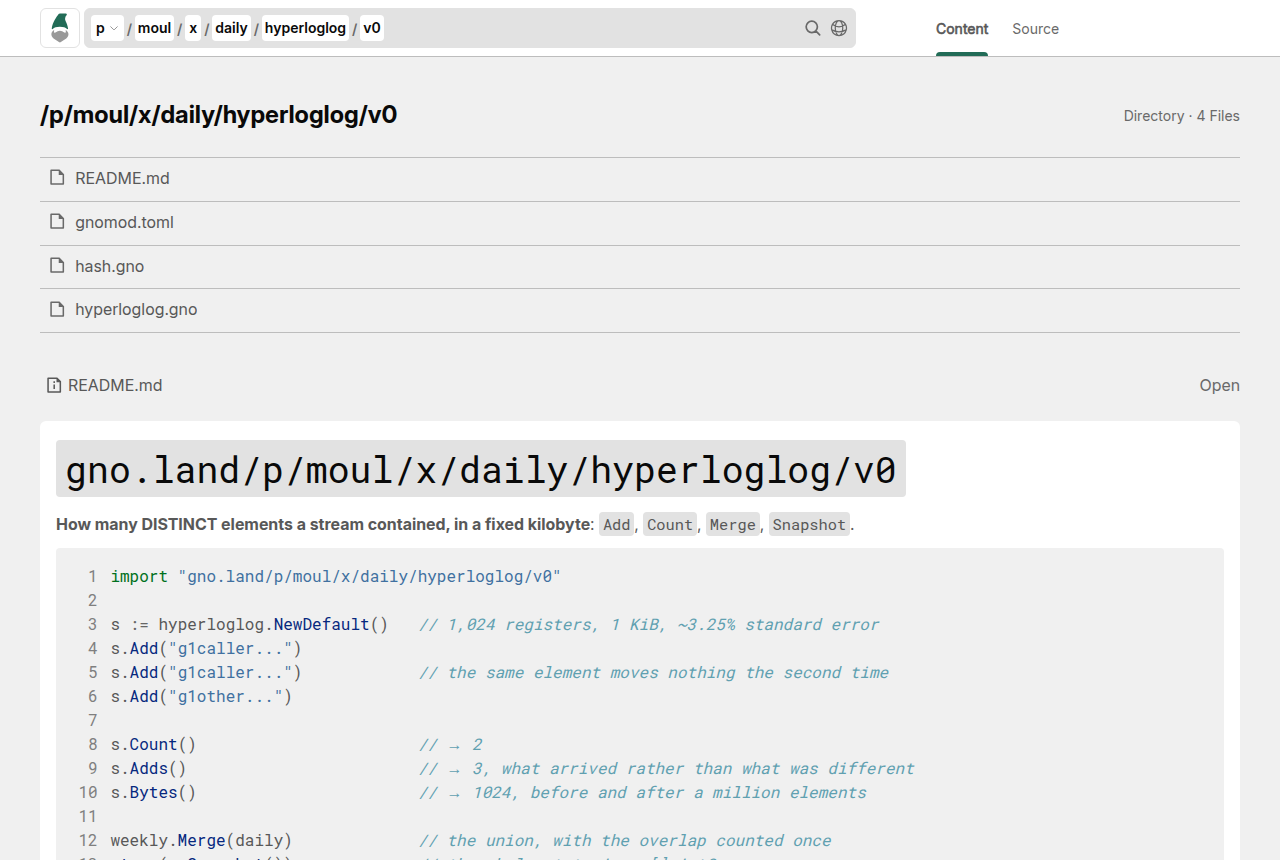 p / moul / x / daily / hyperloglog / v0
Content Source
/p/moul/x/daily/hyperloglog/v0
Directory · 4 Files
README.md
gnomod.toml
hash.gno
hyperloglog.gno
README.md
Open
gno.land/p/moul/x/daily/hyperloglog/v0
How many DISTINCT elements a stream contained, in a fixed kilobyte: Add, Count, Merge, Snapshot.
1 import "gno.land/p/moul/x/daily/hyperloglog/v0"
2
3 s := hyperloglog.NewDefault() // 1,024 registers, 1 KiB, ~3.25% standard error
4 s.Add("g1caller...")
5 s.Add("g1caller...") // the same element moves nothing the second time
6 s.Add("g1other...")
7
8 s.Count() // → 2
9 s.Adds() // → 3, what arrived rather than what was different
10 s.Bytes() // → 1024, before and after a million elements
11
12 weekly.Merge(daily) // the union, with the overlap counted once